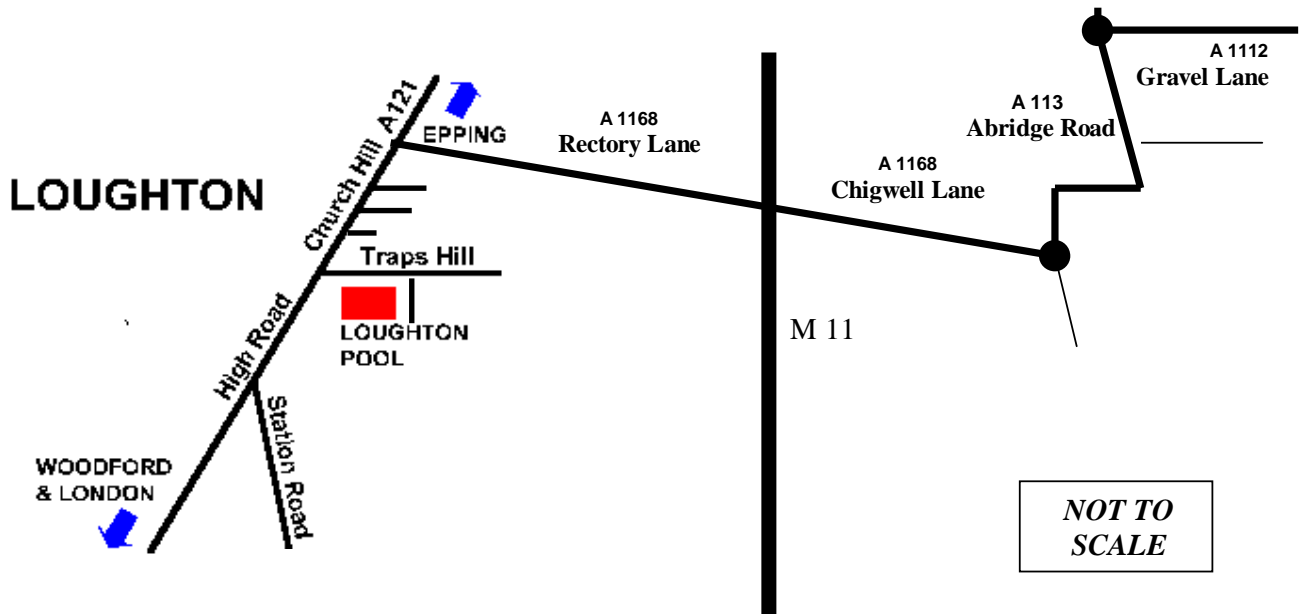 A 1112
Gravel Lane
A 113
Abridge Road
A 1168
Rectory Lane
A 1168
Chigwell Lane
A121
EPPING
LOUGHTON
Church Hill
Traps Hill
LOUGHTON
POOL
M 11
High Road
Station Road
WOODFORD
& LONDON
NOT TO
SCALE